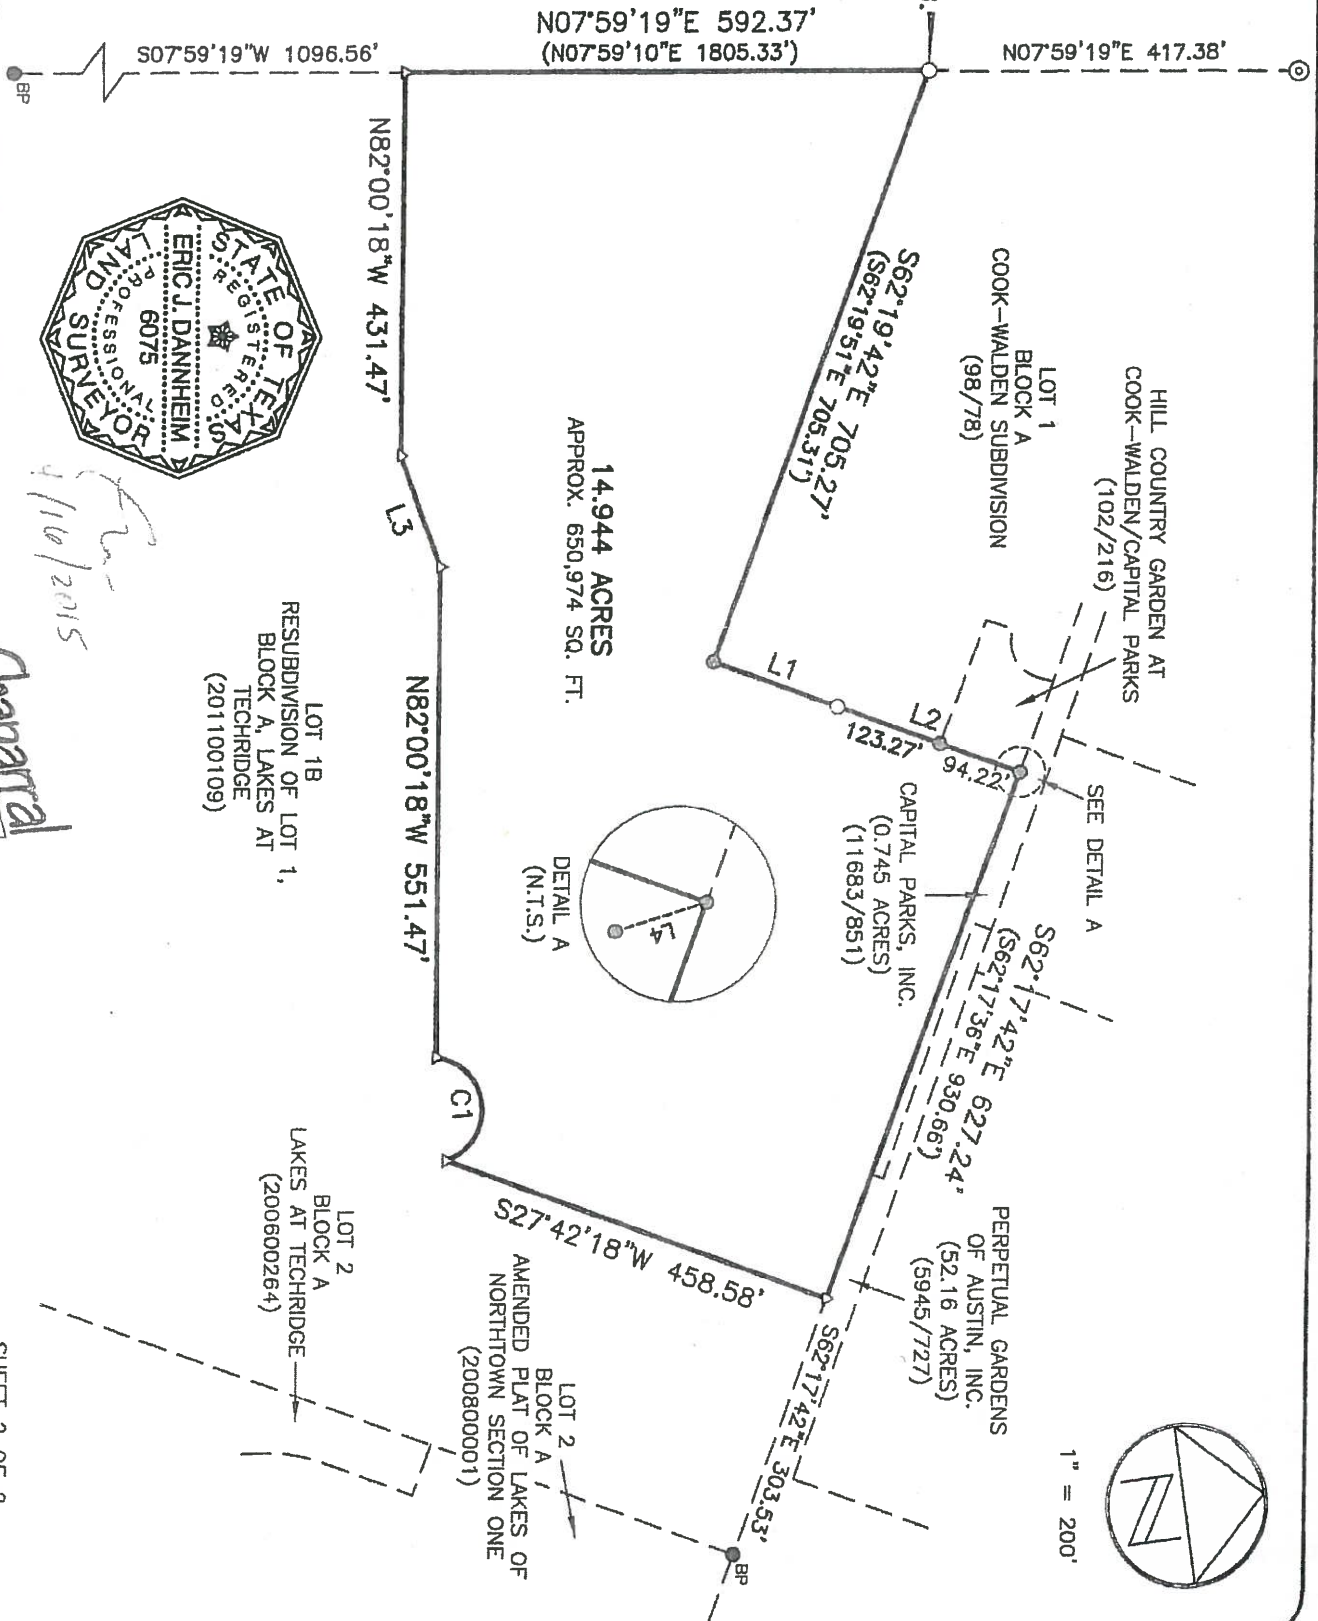 N07°59'19"E 592.37'
(N07°59'10"E 1805.33')
S07°59'19"W 1096.56'
N07°59'19"E 417.38'
BP
HILL COUNTRY GARDEN AT
COOK-WALDEN/CAPITAL PARKS
(102/216)
LOT 1
BLOCK A
COOK-WALDEN SUBDIVISION
(98/78)
S62°19'42"E 705.27'
(S62°19'51"E 705.31')
N82°00'18"W 431.47'
14.944 ACRES
APPROX. 650,974 SQ. FT.
L1
123.27'
L2
94.22'
SEE DETAIL A
CAPITAL PARKS, INC.
(0.745 ACRES)
(11683/851)
L3
L4
DETAIL A
(N.T.S.)
S62°17'42"E 627.24'
(S62°17'36"E 930.66')
N82°00'18"W 551.47'
C1
S27°42'18"W 458.58'
PERPETUAL GARDENS
OF AUSTIN, INC.
(52.16 ACRES)
(5945/727)
S62°17'42"E 303.53'
BP
LOT 1B
RESUBDIVISION OF LOT 1,
BLOCK A, LAKES AT
TECHRIDGE
(201100109)
LOT 2
BLOCK A
LAKES AT TECHRIDGE
(200600264)
LOT 2
BLOCK A
AMENDED PLAT OF LAKES OF
NORTHTOWN SECTION ONE
(200800001)
STATE OF TEXAS
REGISTERED
ERIC J. DANNHEIM
6075
PROFESSIONAL
LAND SURVEYOR
4/16/2015
Chaparral
N
1" = 200'